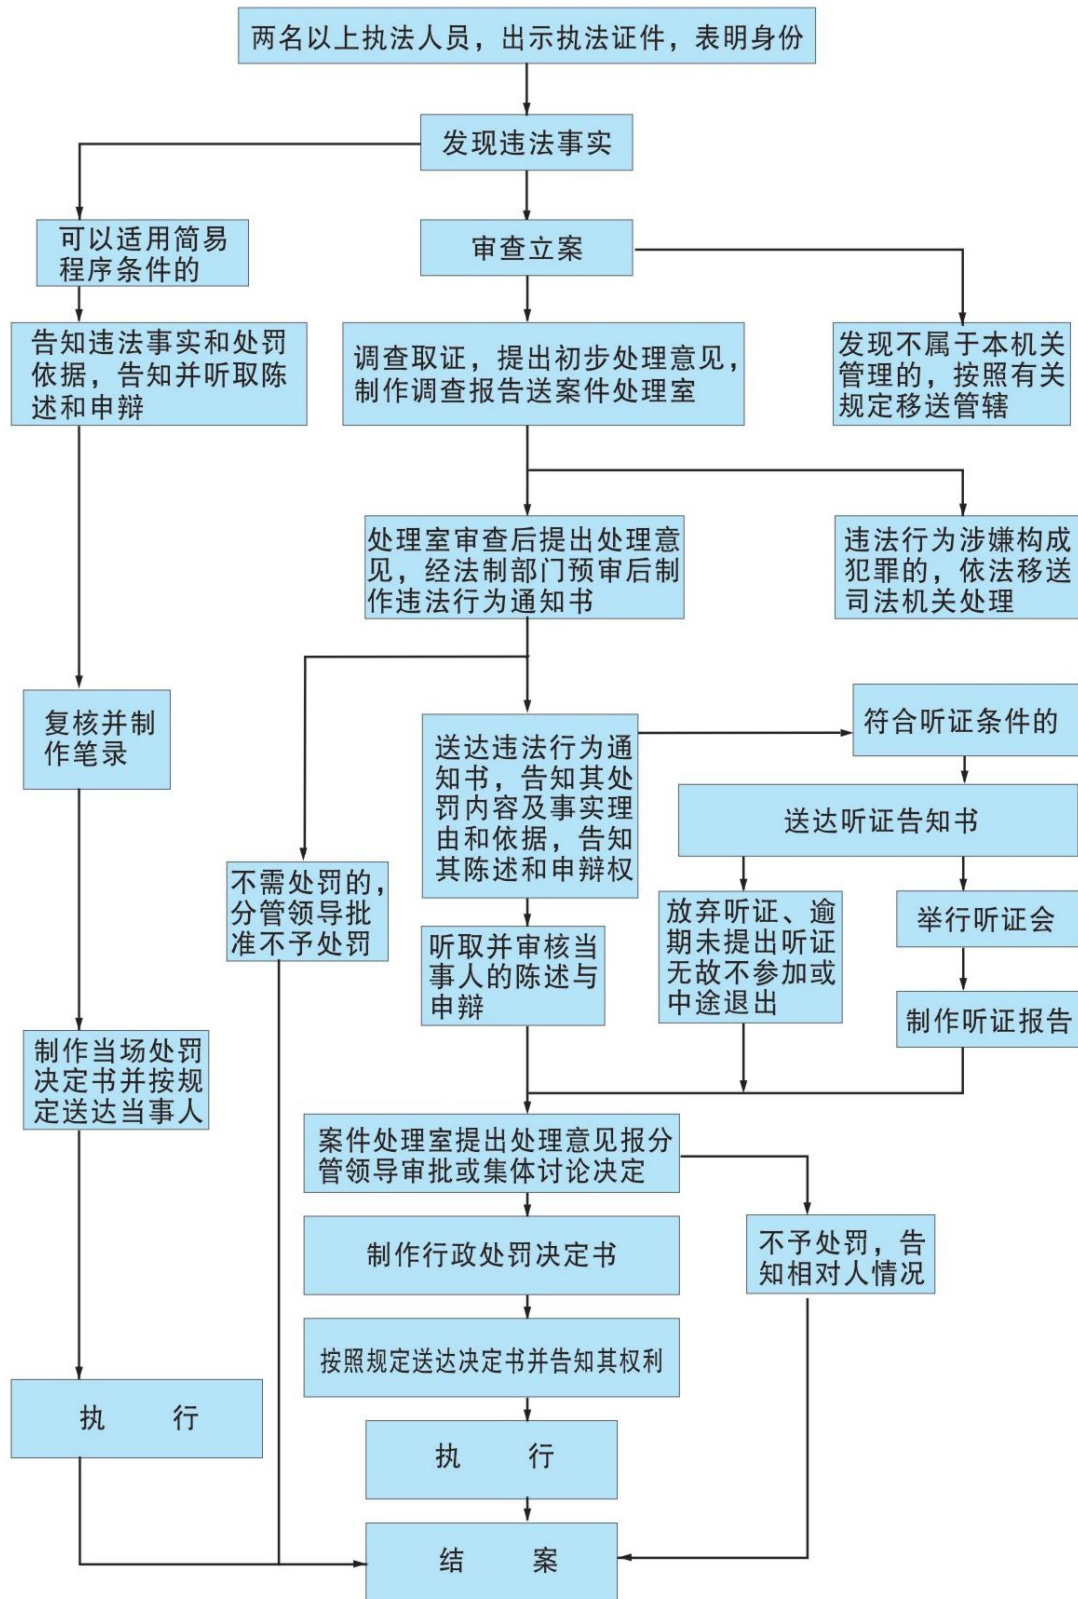 两名以上执法人员，出示执法证件，表明身份
发现违法事实
可以适用简易
程序条件的
审查立案
告知违法事实和处罚
依据，告知并听取陈
述和申辩
调查取证，提出初步处理意见，
制作调查报告送案件处理室
发现不属于本机关
管理的，按照有关
规定移送管辖
处理室审查后提出处理意
见，经法制部门预审后制
作违法行为通知书
违法行为涉嫌构成
犯罪的，依法移送
司法机关处理
复核并制
作笔录
送达违法行为通
知书，告知其处
罚内容及事实理
由和依据，告知
其陈述和申辩权
符合听证条件的
送达听证告知书
不需处罚的，
分管领导批
准不予处罚
听取并审核当
事人的陈述与
申辩
放弃听证、逾
期未提出听证
无故不参加或
中途退出
举行听证会
制作听证报告
制作当场处罚
决定书并按规
定送达当事人
案件处理室提出处理意见报分
管领导审批或集体讨论决定
制作行政处罚决定书
不予处罚，告
知相对人情况
按照规定送达决定书并告知其权利
执 行
执 行
结 案